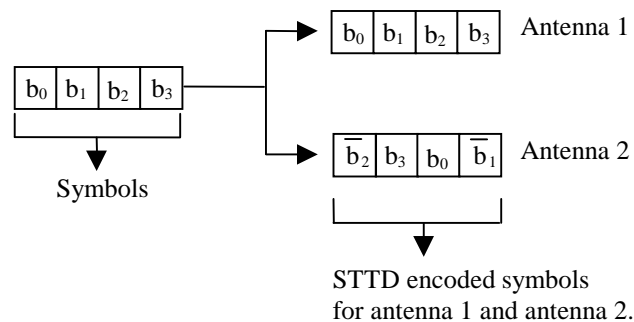 b₀ b₁ b₂ b₃ Antenna 1
b₀ b₁ b₂ b₃
b̅₂ b₃ b₀ b̅₁ Antenna 2
Symbols
STTD encoded symbols
for antenna 1 and antenna 2.